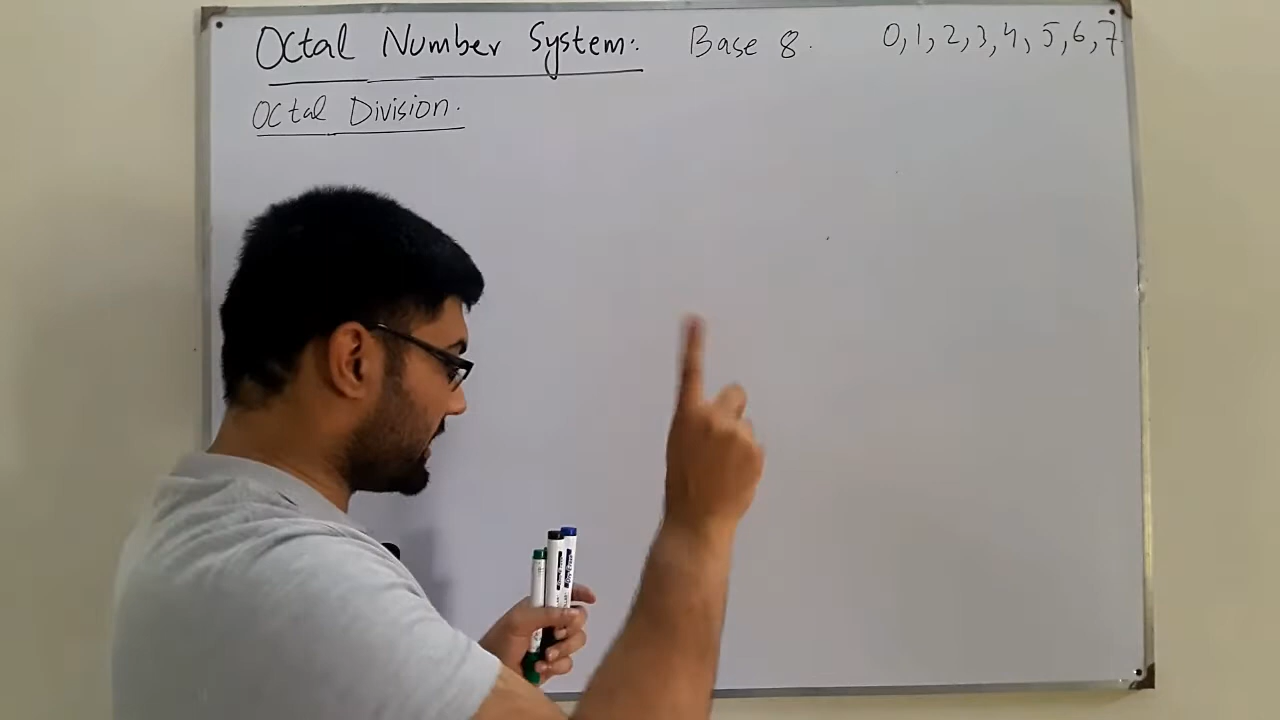 Octal Number System:. Base 8. 0,1,2,3,4,5,6,7.
Octal Division.